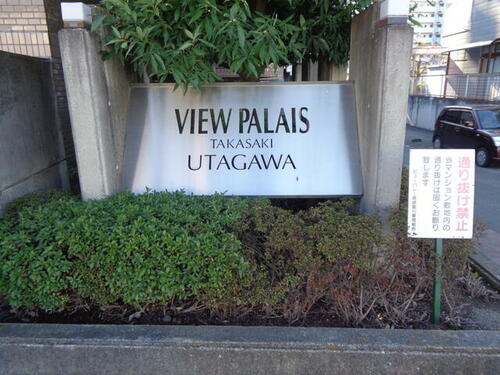 VIEW PALAIS
TAKASAKI
UTAGAWA
通り抜け禁止
当マンション敷地内の
通り抜けは固くお断り
致します